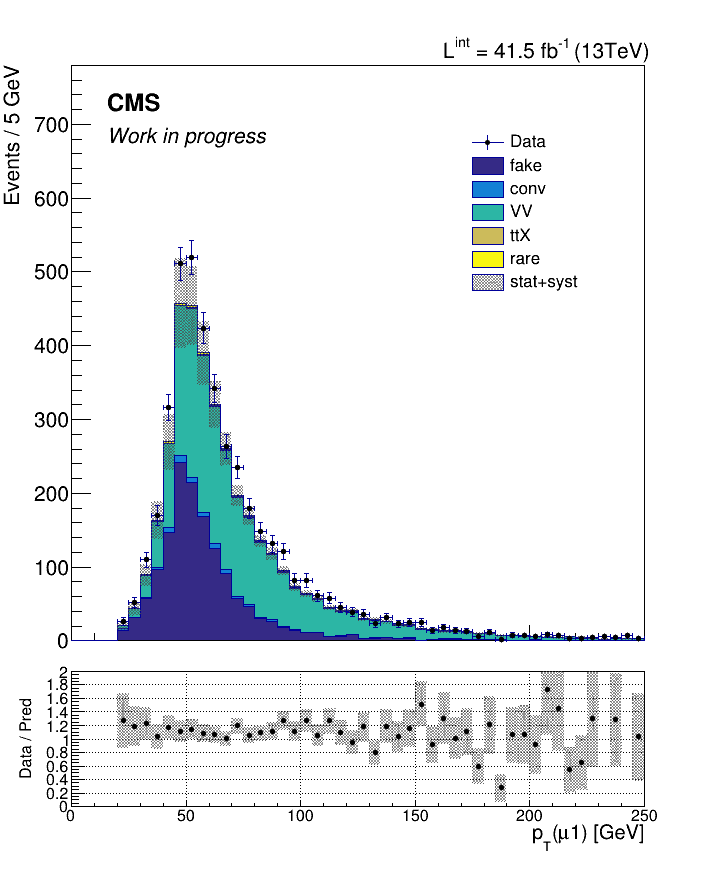 L^int = 41.5 fb^-1 (13TeV)
Events / 5 GeV
CMS
Work in progress
700
600
500
400
300
200
100
0
Data
fake
conv
VV
ttX
rare
stat+syst
Data / Pred
2
1.8
1.6
1.4
1.2
1
0.8
0.6
0.4
0.2
0
0 50 100 150 200 250
p_T(μ1) [GeV]